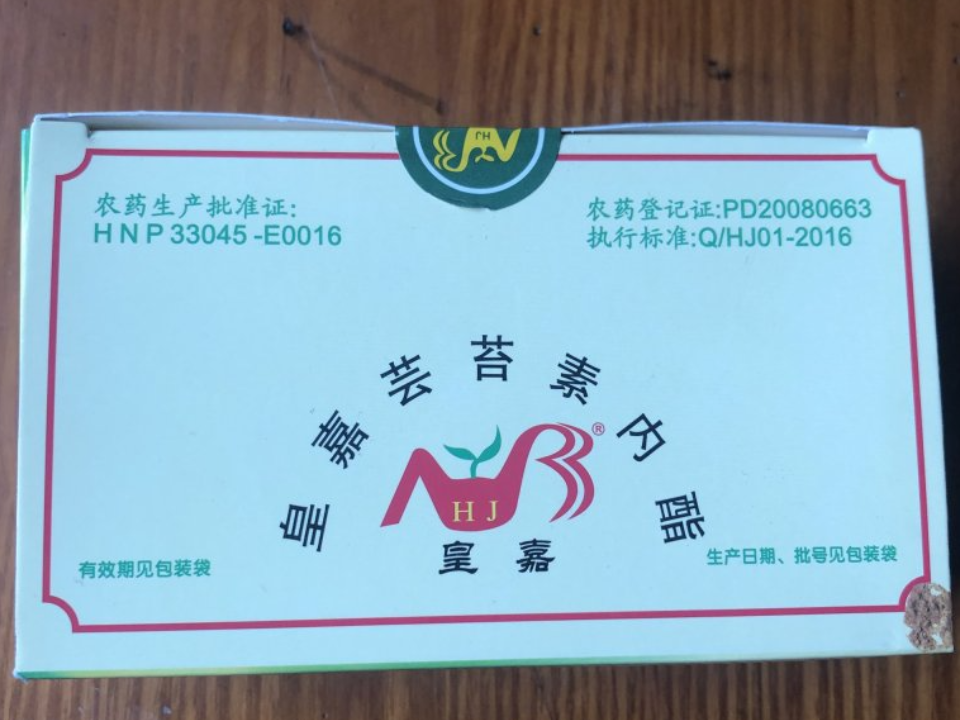 HJ
农药生产批准证:
HNP33045-E0016
农药登记证:PD20080663
执行标准:Q/HJ01-2016
皇嘉芸苔素内酯
®
HJ
皇嘉
有效期见包装袋
生产日期、批号见包装袋